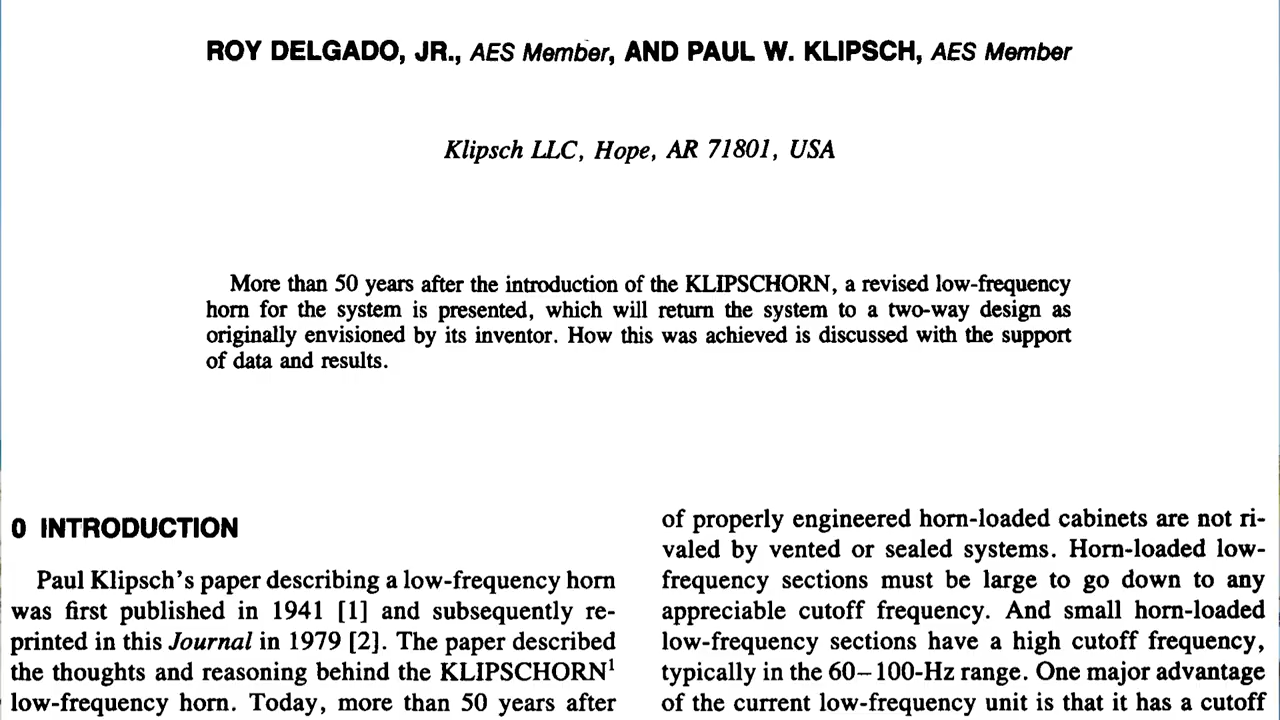 ROY DELGADO, JR., AES Member, AND PAUL W. KLIPSCH, AES Member
Klipsch LLC, Hope, AR 71801, USA
More than 50 years after the introduction of the KLIPSCHORN, a revised low-frequency
horn for the system is presented, which will return the system to a two-way design as
originally envisioned by its inventor. How this was achieved is discussed with the support
of data and results.
0 INTRODUCTION
Paul Klipsch's paper describing a low-frequency horn
was first published in 1941 [1] and subsequently re-
printed in this Journal in 1979 [2]. The paper described
the thoughts and reasoning behind the KLIPSCHORN¹
low-frequency horn. Today, more than 50 years after
of properly engineered horn-loaded cabinets are not ri-
valed by vented or sealed systems. Horn-loaded low-
frequency sections must be large to go down to any
appreciable cutoff frequency. And small horn-loaded
low-frequency sections have a high cutoff frequency,
typically in the 60–100-Hz range. One major advantage
of the current low-frequency unit is that it has a cutoff